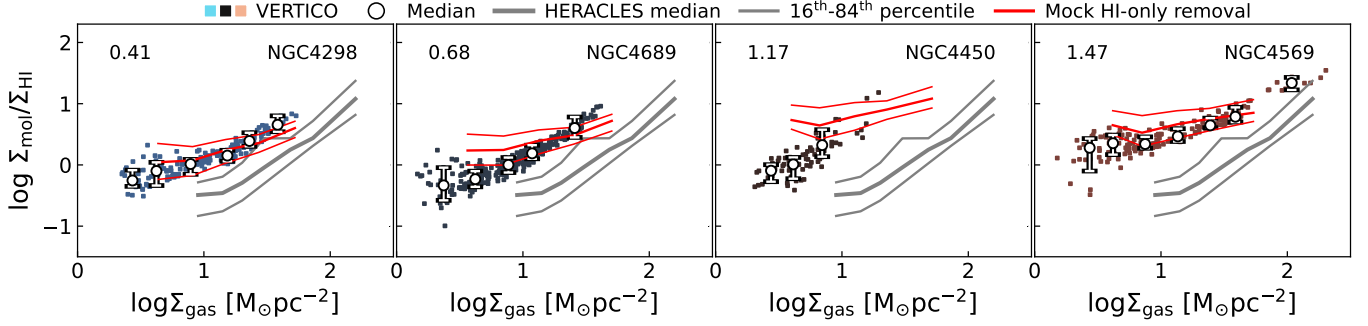 VERTICO Median HERACLES median 16th-84th percentile Mock HI-only removal
0.41 NGC4298 0.68 NGC4689 1.17 NGC4450 1.47 NGC4569
2
1
0
−1
log Σmol/ΣHI
0 1 2 0 1 2 0 1 2 0 1 2
logΣgas [M⊙pc−2] logΣgas [M⊙pc−2] logΣgas [M⊙pc−2] logΣgas [M⊙pc−2]